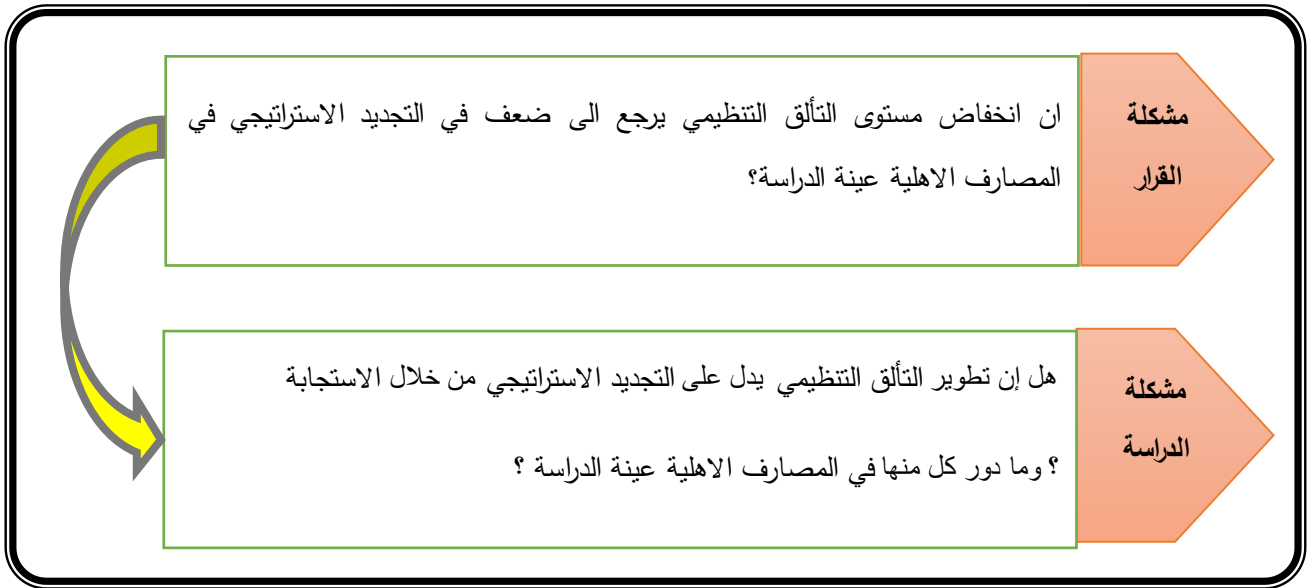 مشكلة
القرار
ان انخفاض مستوى التألق التنظيمي يرجع الى ضعف في التجديد الاستراتيجي في
المصارف الاهلية عينة الدراسة؟
مشكلة
الدراسة
هل إن تطوير التألق التنظيمي يدل على التجديد الاستراتيجي من خلال الاستجابة
؟ وما دور كل منها في المصارف الاهلية عينة الدراسة ؟